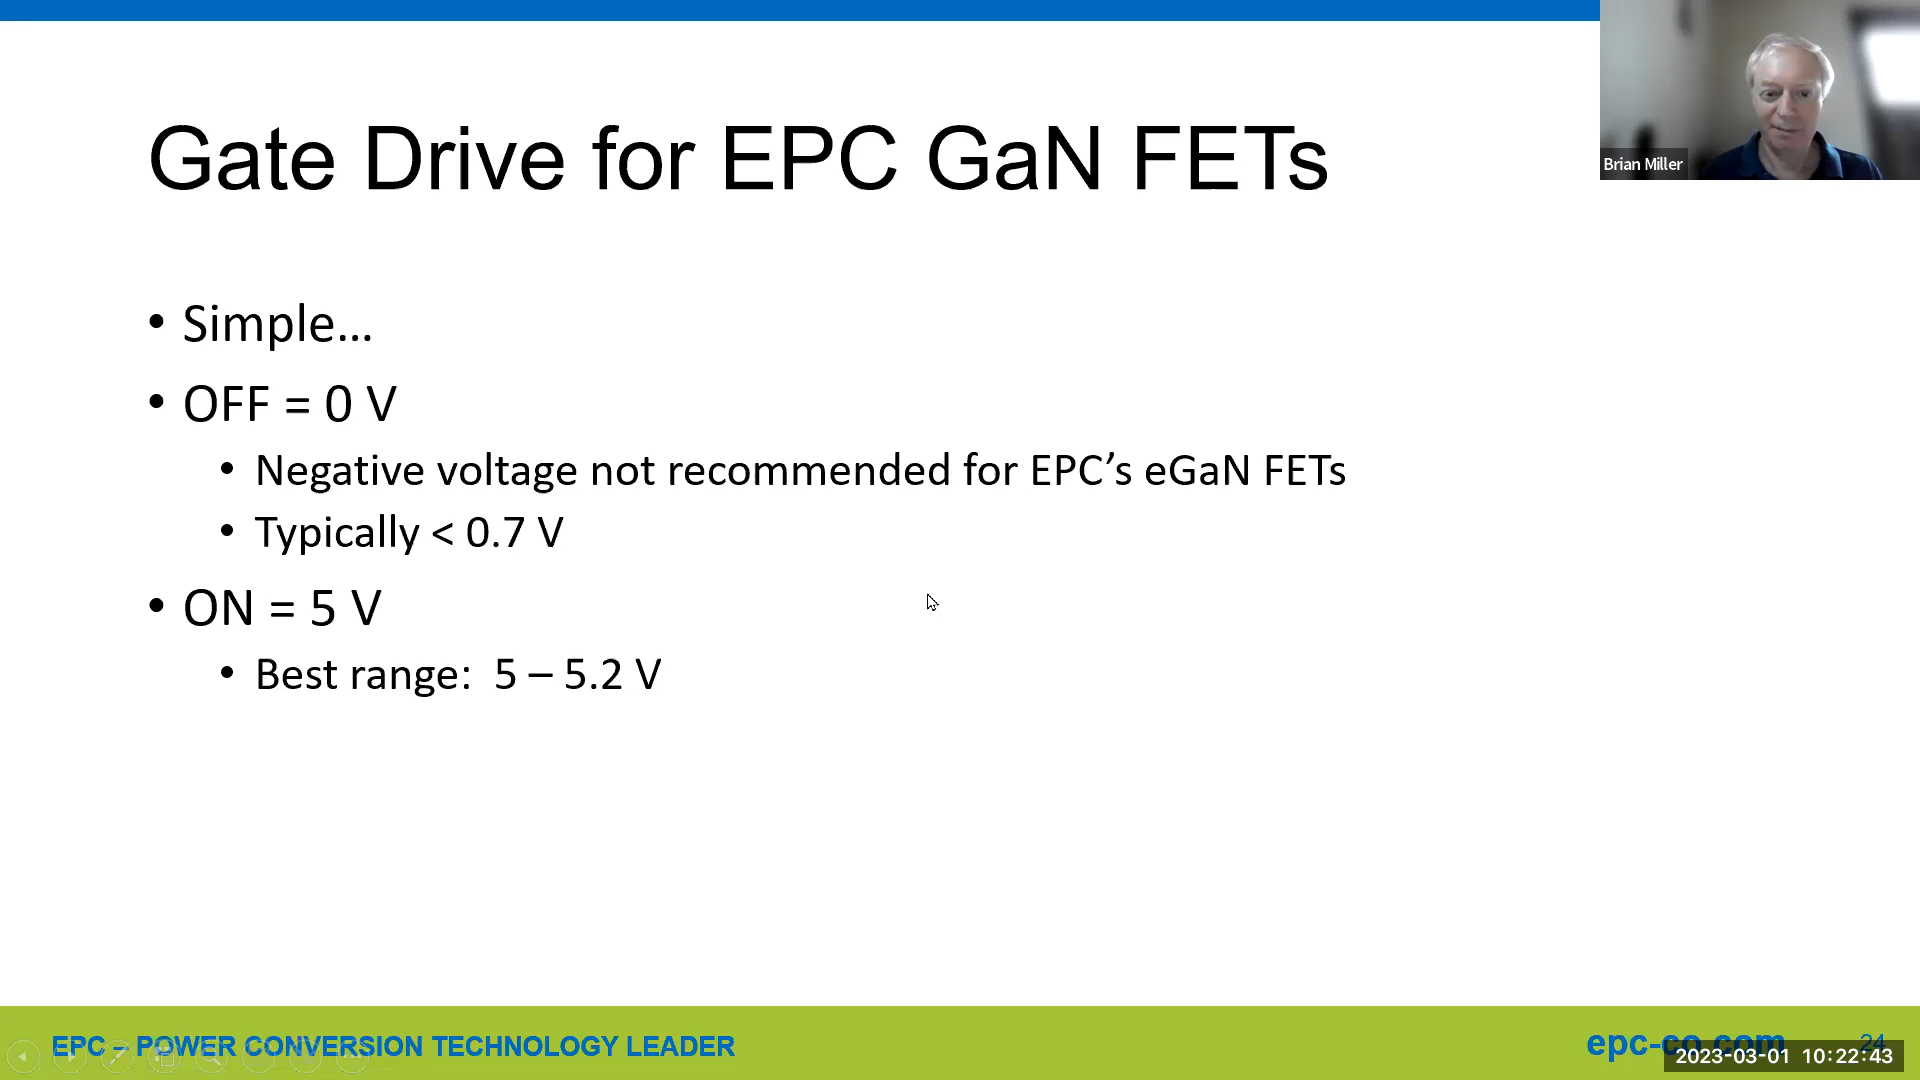 Gate Drive for EPC GaN FETs
Brian Miller
• Simple…
• OFF = 0 V
• Negative voltage not recommended for EPC’s eGaN FETs
• Typically < 0.7 V
• ON = 5 V
• Best range:  5 – 5.2 V
EPC – POWER CONVERSION TECHNOLOGY LEADER
epc-co.com
24
2023-03-01 10:22:43